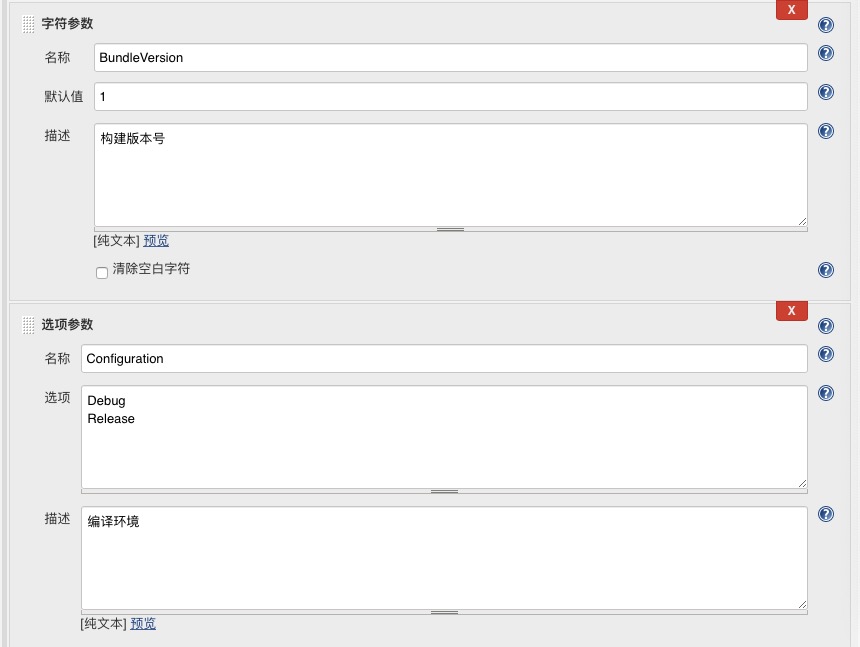 X
字符参数
名称 BundleVersion
默认值 1
描述 构建版本号
[纯文本] 预览
清除空白字符
X
选项参数
名称 Configuration
选项 Debug
Release
描述 编译环境
[纯文本] 预览